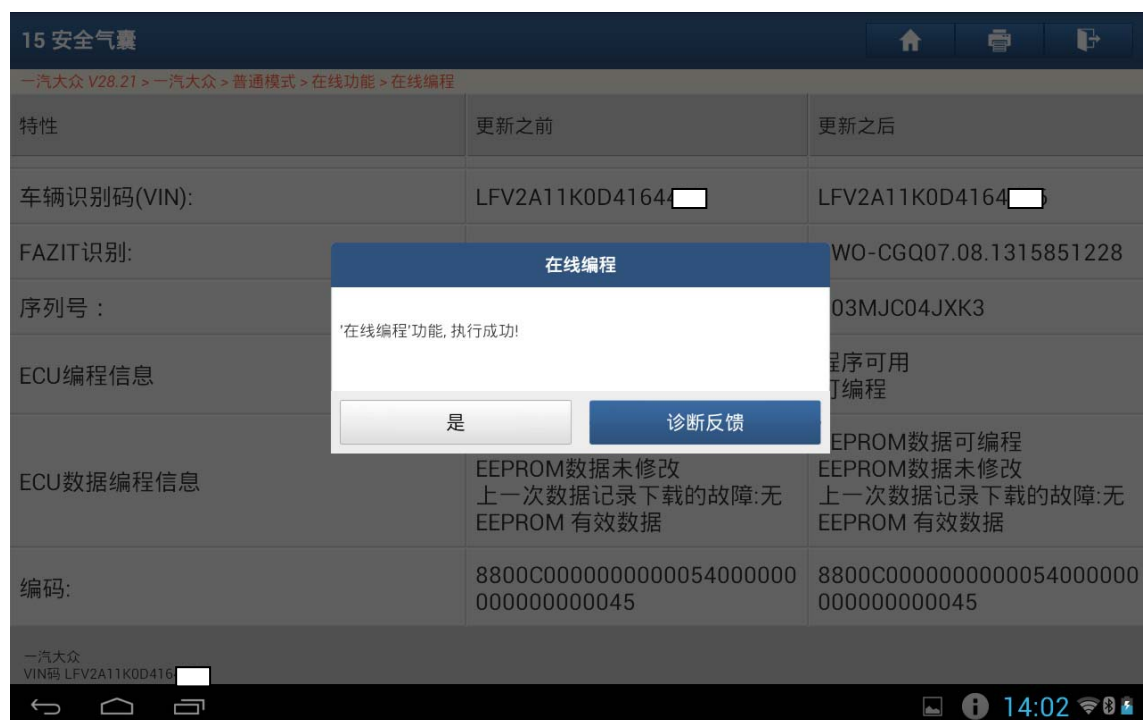 15 安全气囊
一汽大众 V28.21 > 一汽大众 > 普通模式 > 在线功能 > 在线编程
特性 更新之前 更新之后
车辆识别码(VIN): LFV2A11K0D4164 LFV2A11K0D4164
FAZIT识别: WO-CGQ07.08.1315851228
在线编程
序列号： 03MJC04JXK3
'在线编程'功能, 执行成功!
ECU编程信息 程序可用
可编程
是 诊断反馈
ECU数据编程信息
EEPROM数据未修改
上一次数据记录下载的故障:无
EEPROM 有效数据
EEPROM数据可编程
EEPROM数据未修改
上一次数据记录下载的故障:无
EEPROM 有效数据
编码:
8800C0000000000054000000
000000000045
8800C0000000000054000000
000000000045
一汽大众
VIN码 LFV2A11K0D416
14:02